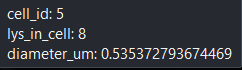 cell_id: 5
lys_in_cell: 8
diameter_um: 0.535372793674469